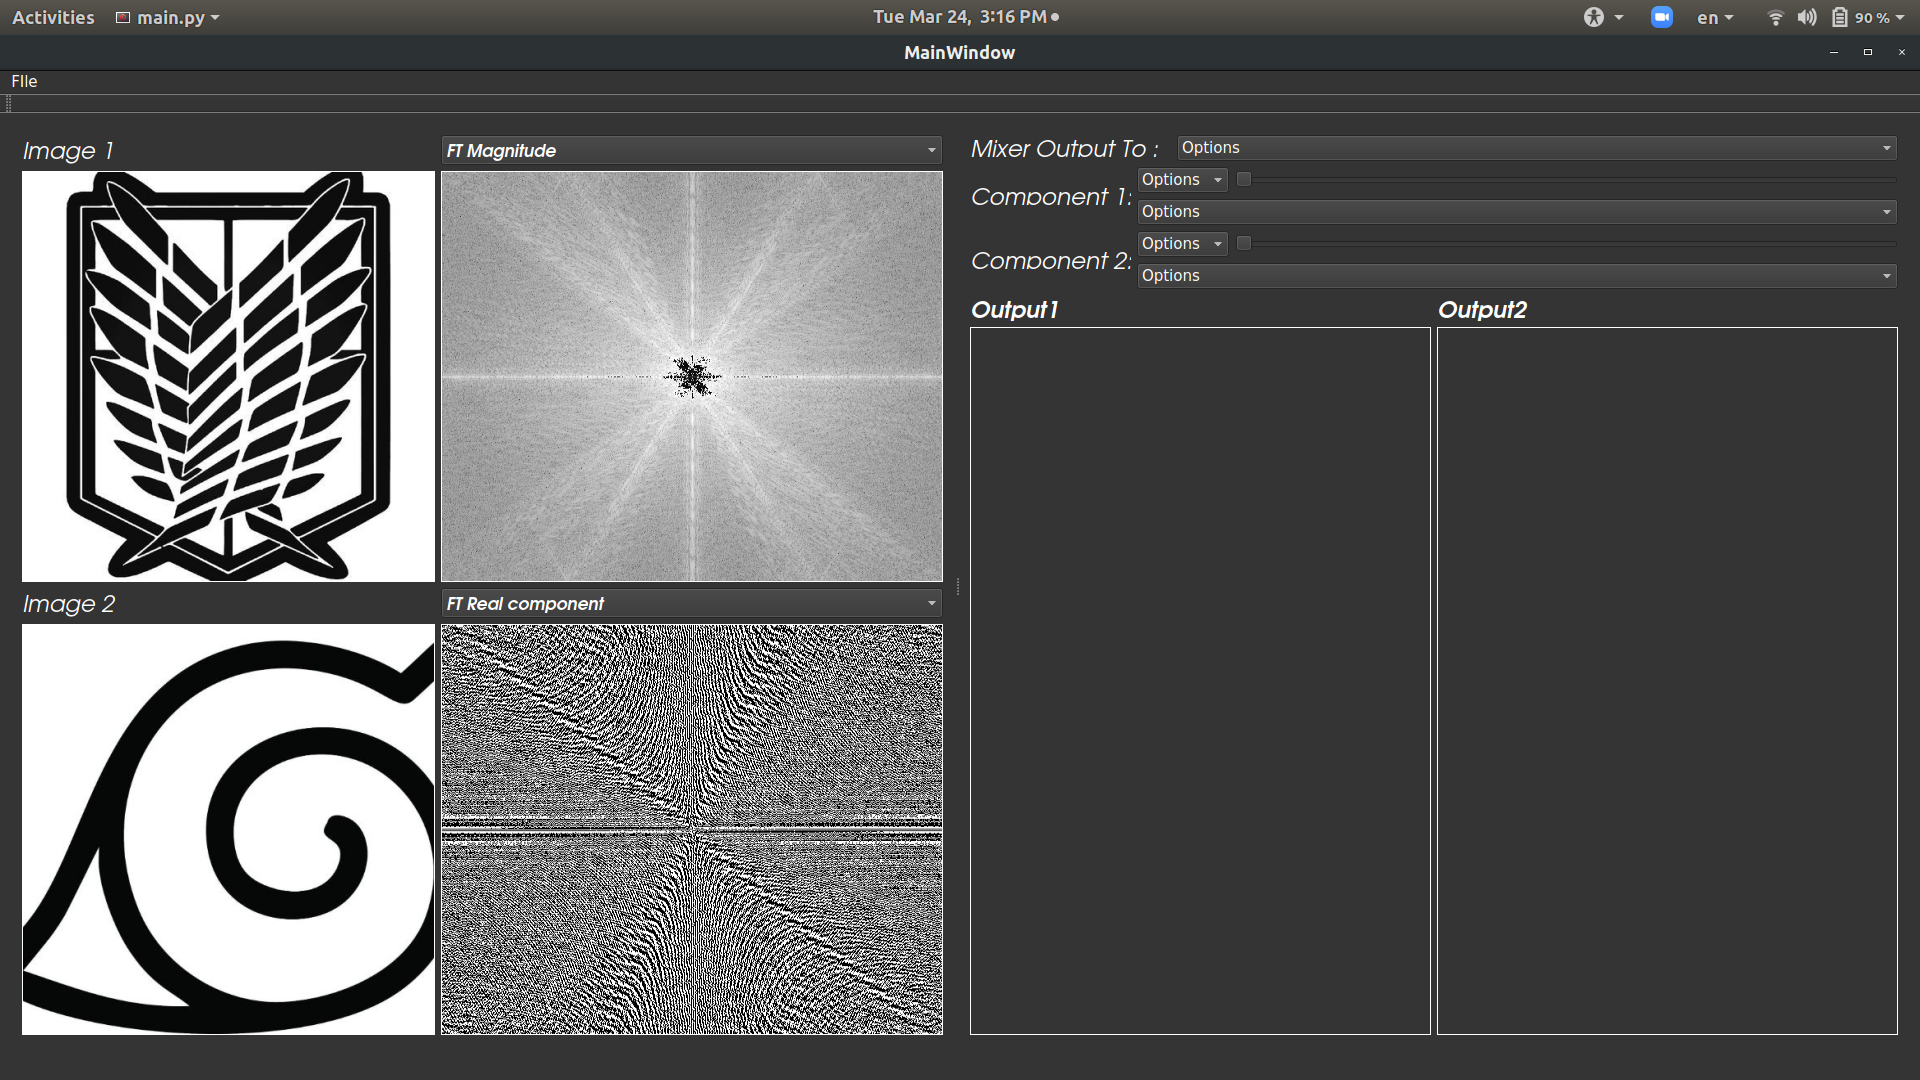 Activities main.py Tue Mar 24, 3:16 PM en 90 %
MainWindow
FIle
Image 1
FT Magnitude
Image 2
FT Real component
Mixer Output To : Options
Component 1: Options
Options
Component 2: Options
Options
Output1
Output2